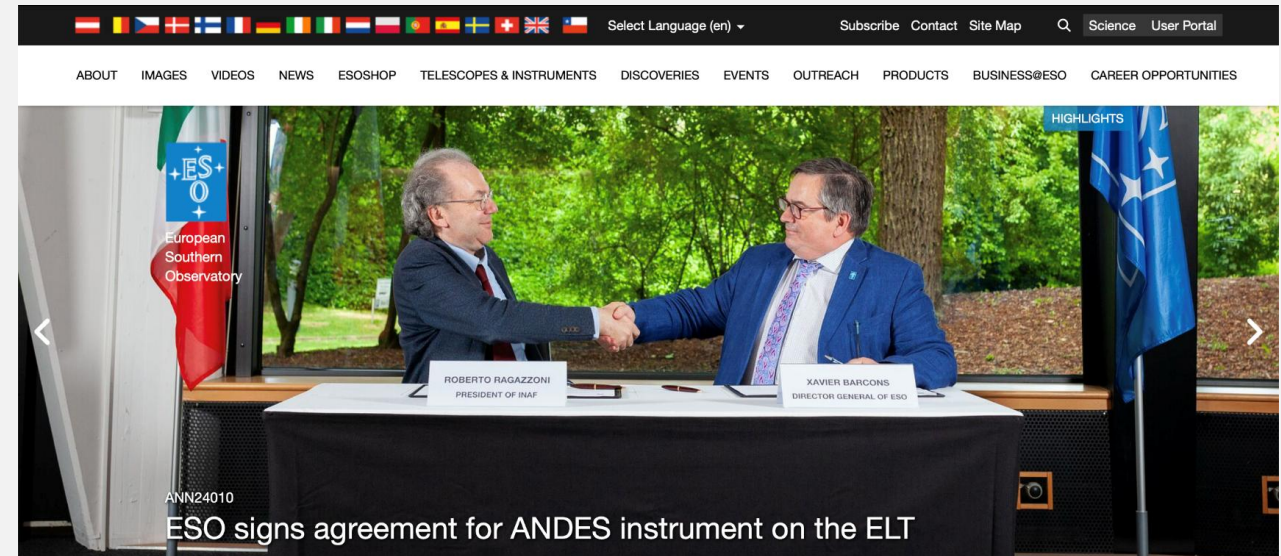 Select Language (en)
Subscribe Contact Site Map
Science User Portal
ABOUT IMAGES VIDEOS NEWS ESOSHOP TELESCOPES & INSTRUMENTS DISCOVERIES EVENTS OUTREACH PRODUCTS BUSINESS@ESO CAREER OPPORTUNITIES
HIGHLIGHTS
ES
O
European
Southern
Observatory
ROBERTO RAGAZZONI
PRESIDENT OF INAF
XAVIER BARCONS
DIRECTOR GENERAL OF ESO
ANN24010
ESO signs agreement for ANDES instrument on the ELT